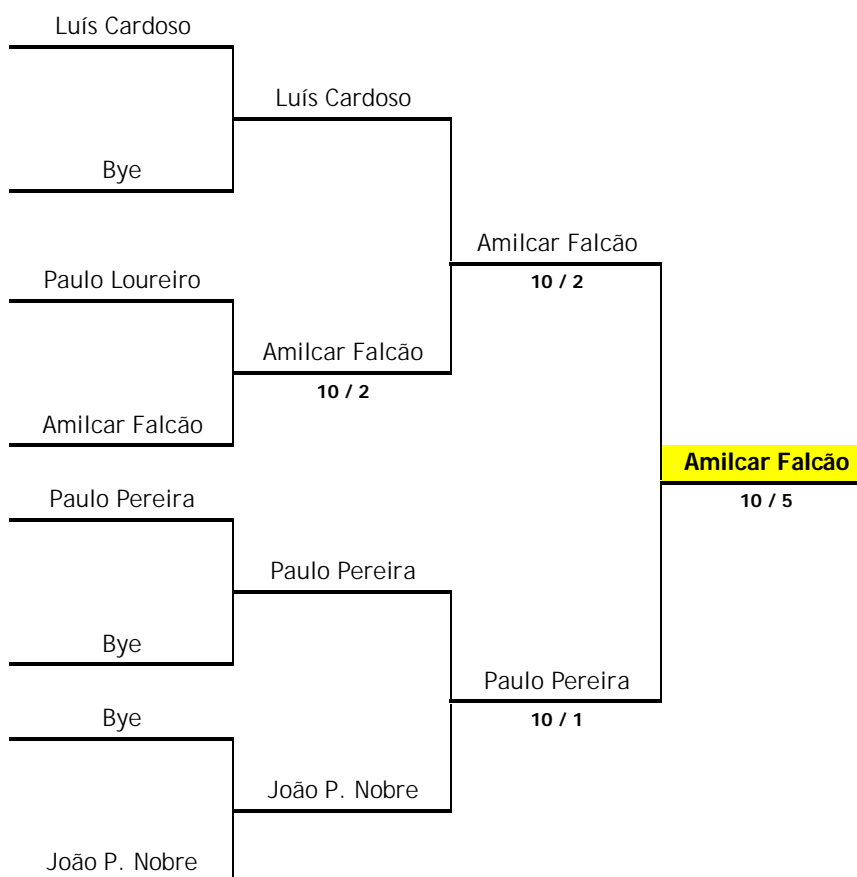 Luís Cardoso
Luís Cardoso
Bye
Amilcar Falcão
10 / 2
Paulo Loureiro
Amilcar Falcão
10 / 2
Amilcar Falcão
Amilcar Falcão
10 / 5
Paulo Pereira
Paulo Pereira
Bye
Paulo Pereira
10 / 1
Bye
João P. Nobre
João P. Nobre